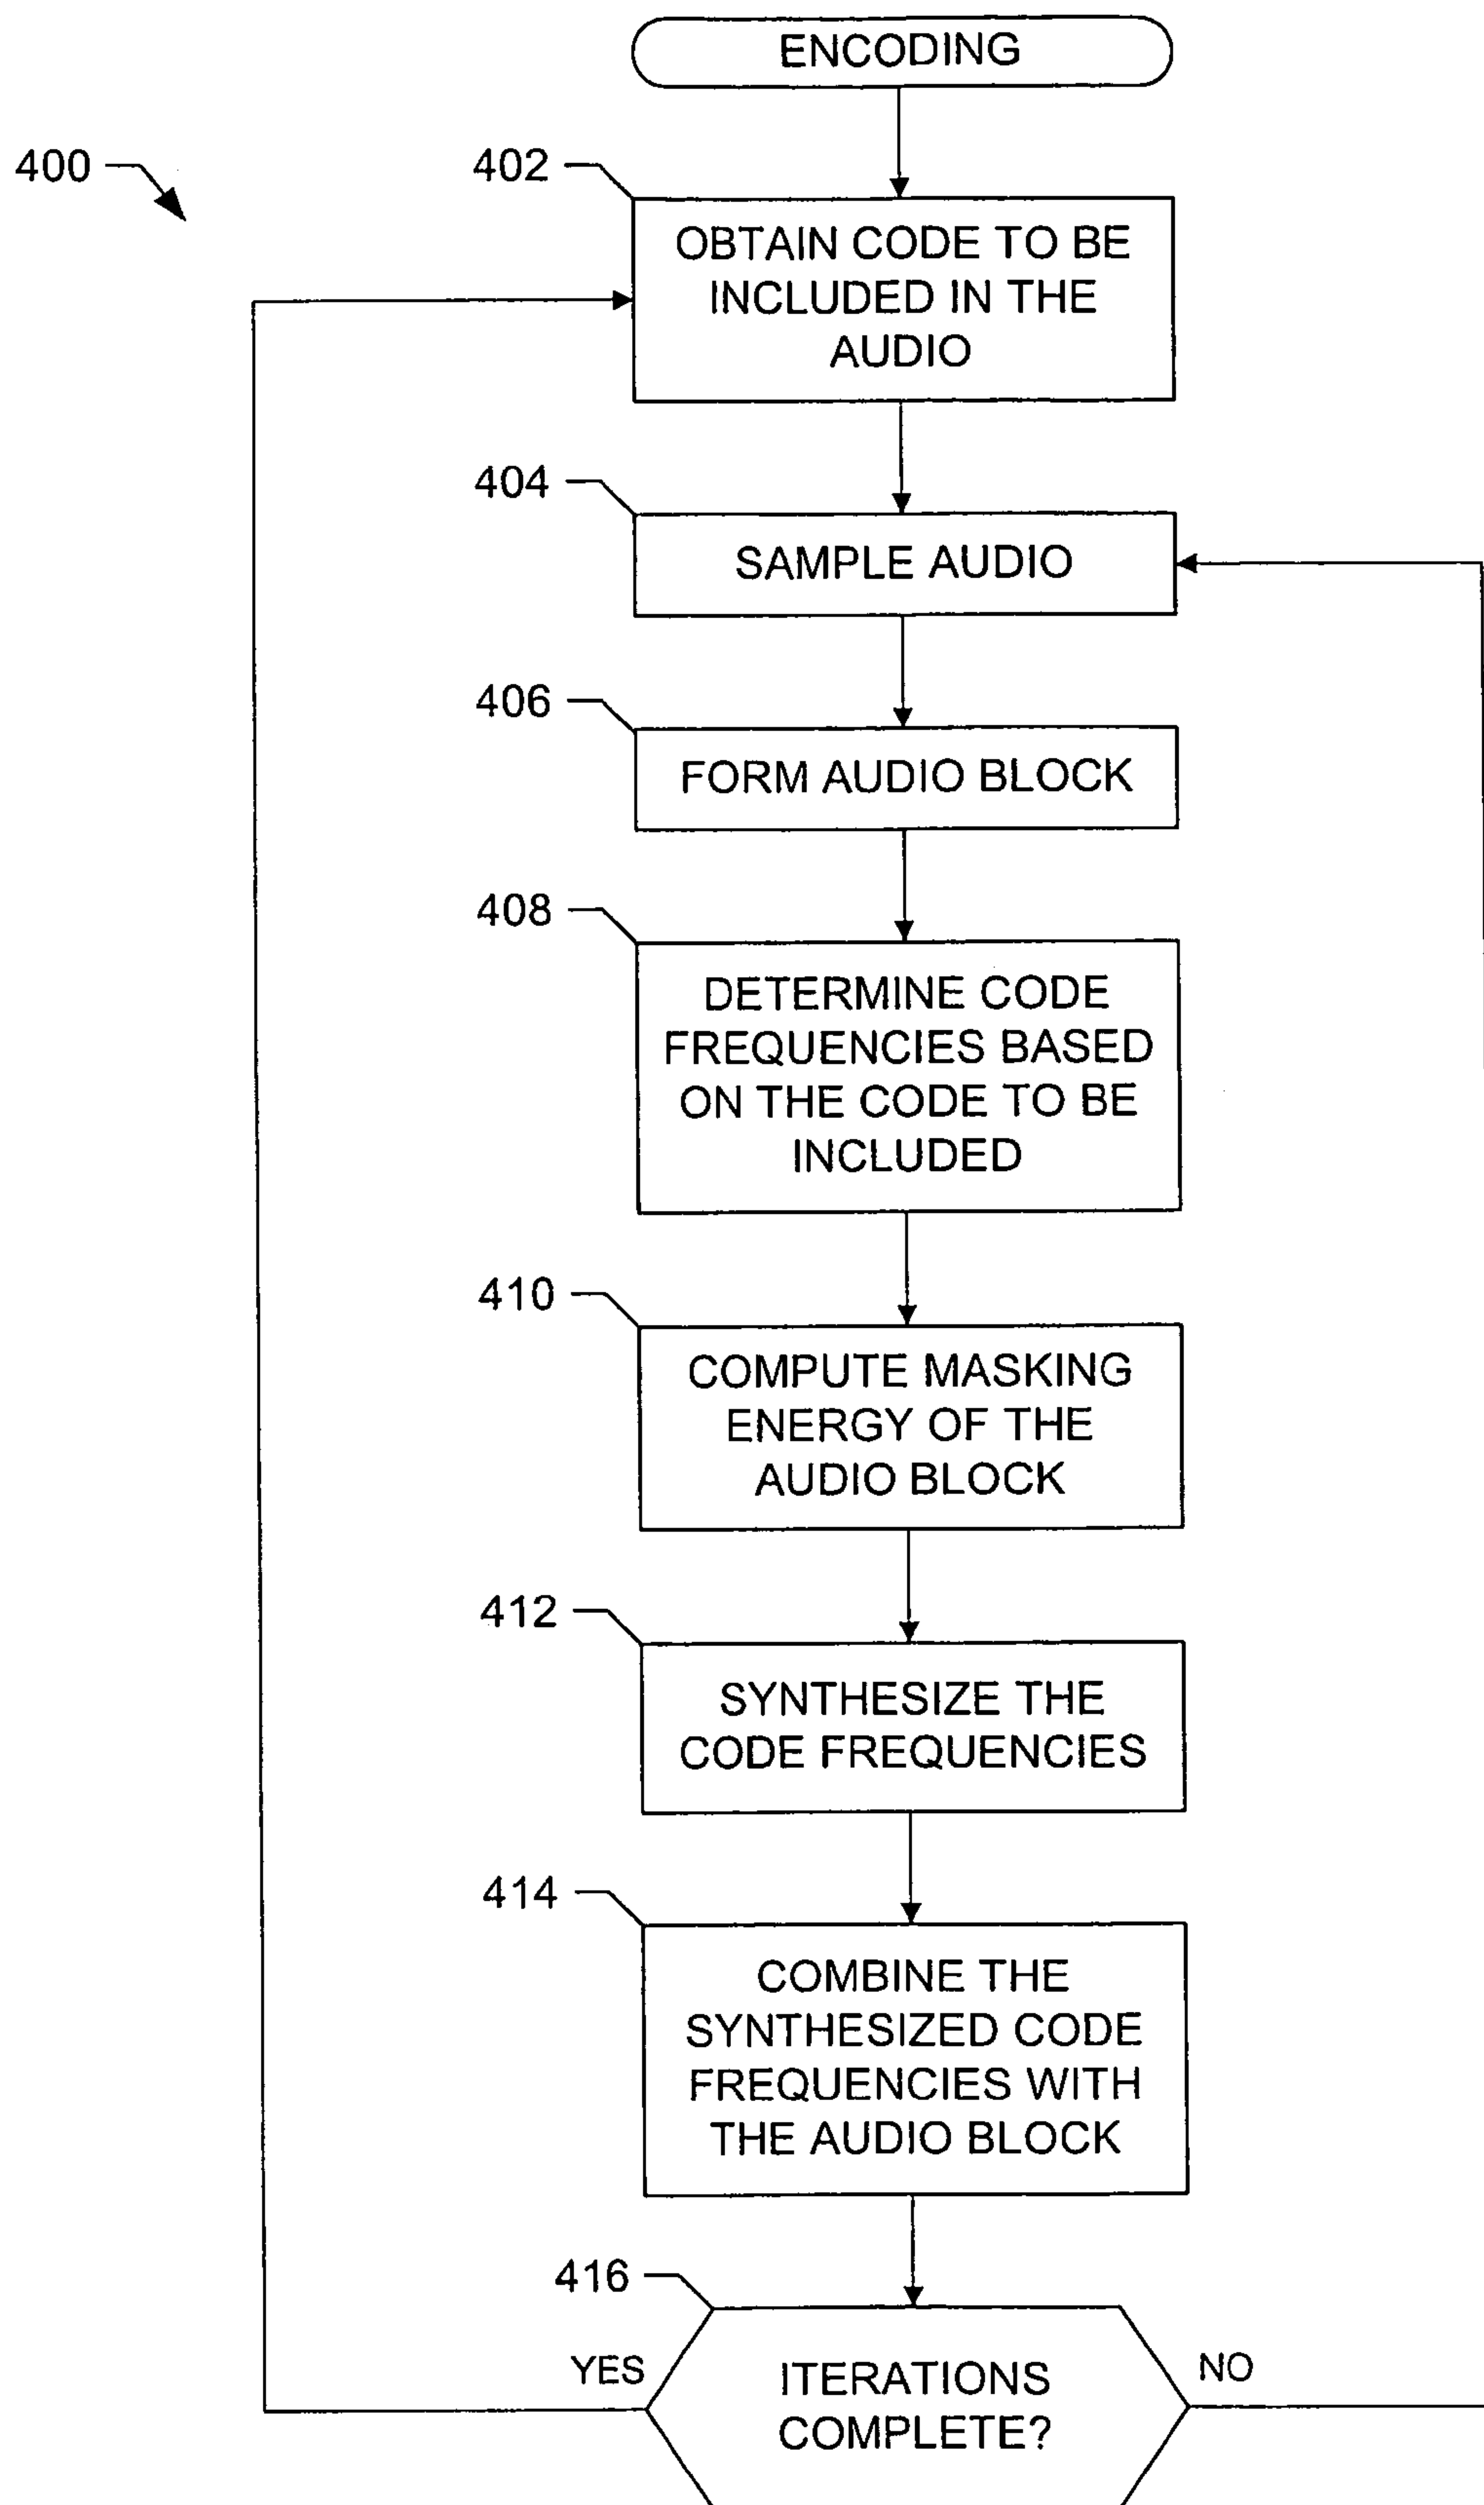 ENCODING
400
402
OBTAIN CODE TO BE
INCLUDED IN THE
AUDIO
404
SAMPLE AUDIO
406
FORM AUDIO BLOCK
408
DETERMINE CODE
FREQUENCIES BASED
ON THE CODE TO BE
INCLUDED
410
COMPUTE MASKING
ENERGY OF THE
AUDIO BLOCK
412
SYNTHESIZE THE
CODE FREQUENCIES
414
COMBINE THE
SYNTHESIZED CODE
FREQUENCIES WITH
THE AUDIO BLOCK
416
YES
ITERATIONS
COMPLETE?
NO